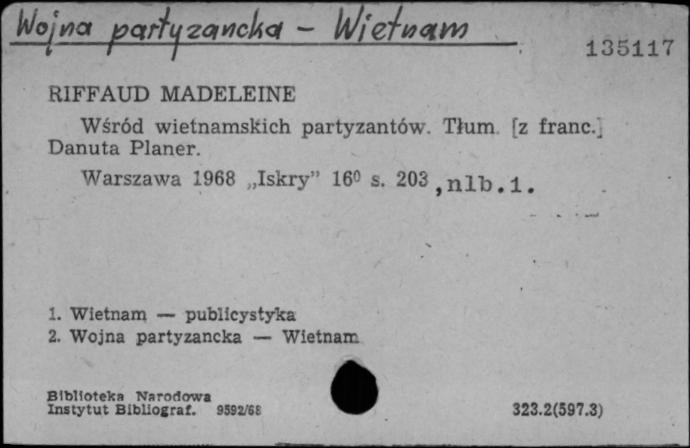 Wojna partyzancka - Wietnam
135117
RIFFAUD MADELEINE
Wśród wietnamskich partyzantów. Tłum. [z franc.]
Danuta Planer.
Warszawa 1968 „Iskry” 16⁰ s. 203 ,nlb.1.
1. Wietnam — publicystyka
2. Wojna partyzancka — Wietnam
Biblioteka Narodowa
Instytut Bibliograf. 9592/68
323.2(597.3)